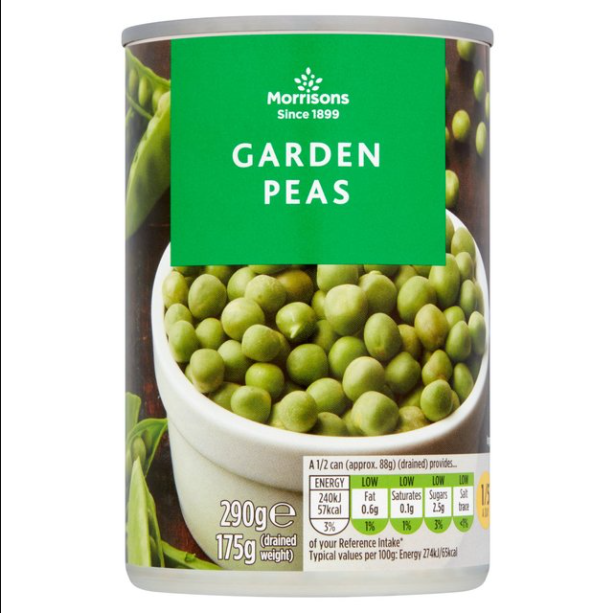 Morrisons
Since 1899
GARDEN
PEAS
A 1/2 can (approx. 88g) (drained) provides...
ENERGY LOW LOW LOW LOW
240kJ Fat Saturates Sugars Salt
57kcal 0.6g 0.1g 2.5g trace
3% 1% 1% 3% <1%
of your Reference Intake*
Typical values per 100g: Energy 274kJ/65kcal
290g e
175g (drained weight)